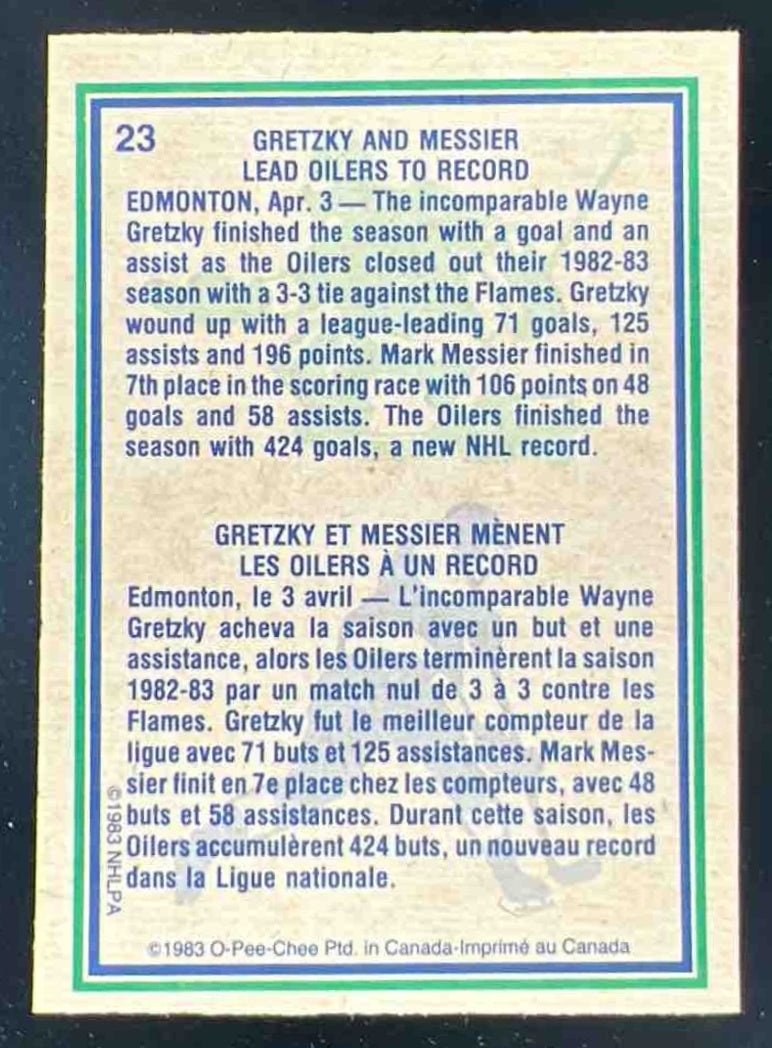 23
GRETZKY AND MESSIER
LEAD OILERS TO RECORD
EDMONTON, Apr. 3 — The incomparable Wayne
Gretzky finished the season with a goal and an
assist as the Oilers closed out their 1982-83
season with a 3-3 tie against the Flames. Gretzky
wound up with a league-leading 71 goals, 125
assists and 196 points. Mark Messier finished in
7th place in the scoring race with 106 points on 48
goals and 58 assists. The Oilers finished the
season with 424 goals, a new NHL record.
GRETZKY ET MESSIER MÈNENT
LES OILERS À UN RECORD
Edmonton, le 3 avril — L'incomparable Wayne
Gretzky acheva la saison avec un but et une
assistance, alors les Oilers terminèrent la saison
1982-83 par un match nul de 3 à 3 contre les
Flames. Gretzky fut le meilleur compteur de la
ligue avec 71 buts et 125 assistances. Mark Mes-
sier finit en 7e place chez les compteurs, avec 48
buts et 58 assistances. Durant cette saison, les
Oilers accumulèrent 424 buts, un nouveau record
dans la Ligue nationale.
©1983 NHLPA
©1983 O-Pee-Chee Ptd. in Canada-Imprimé au Canada